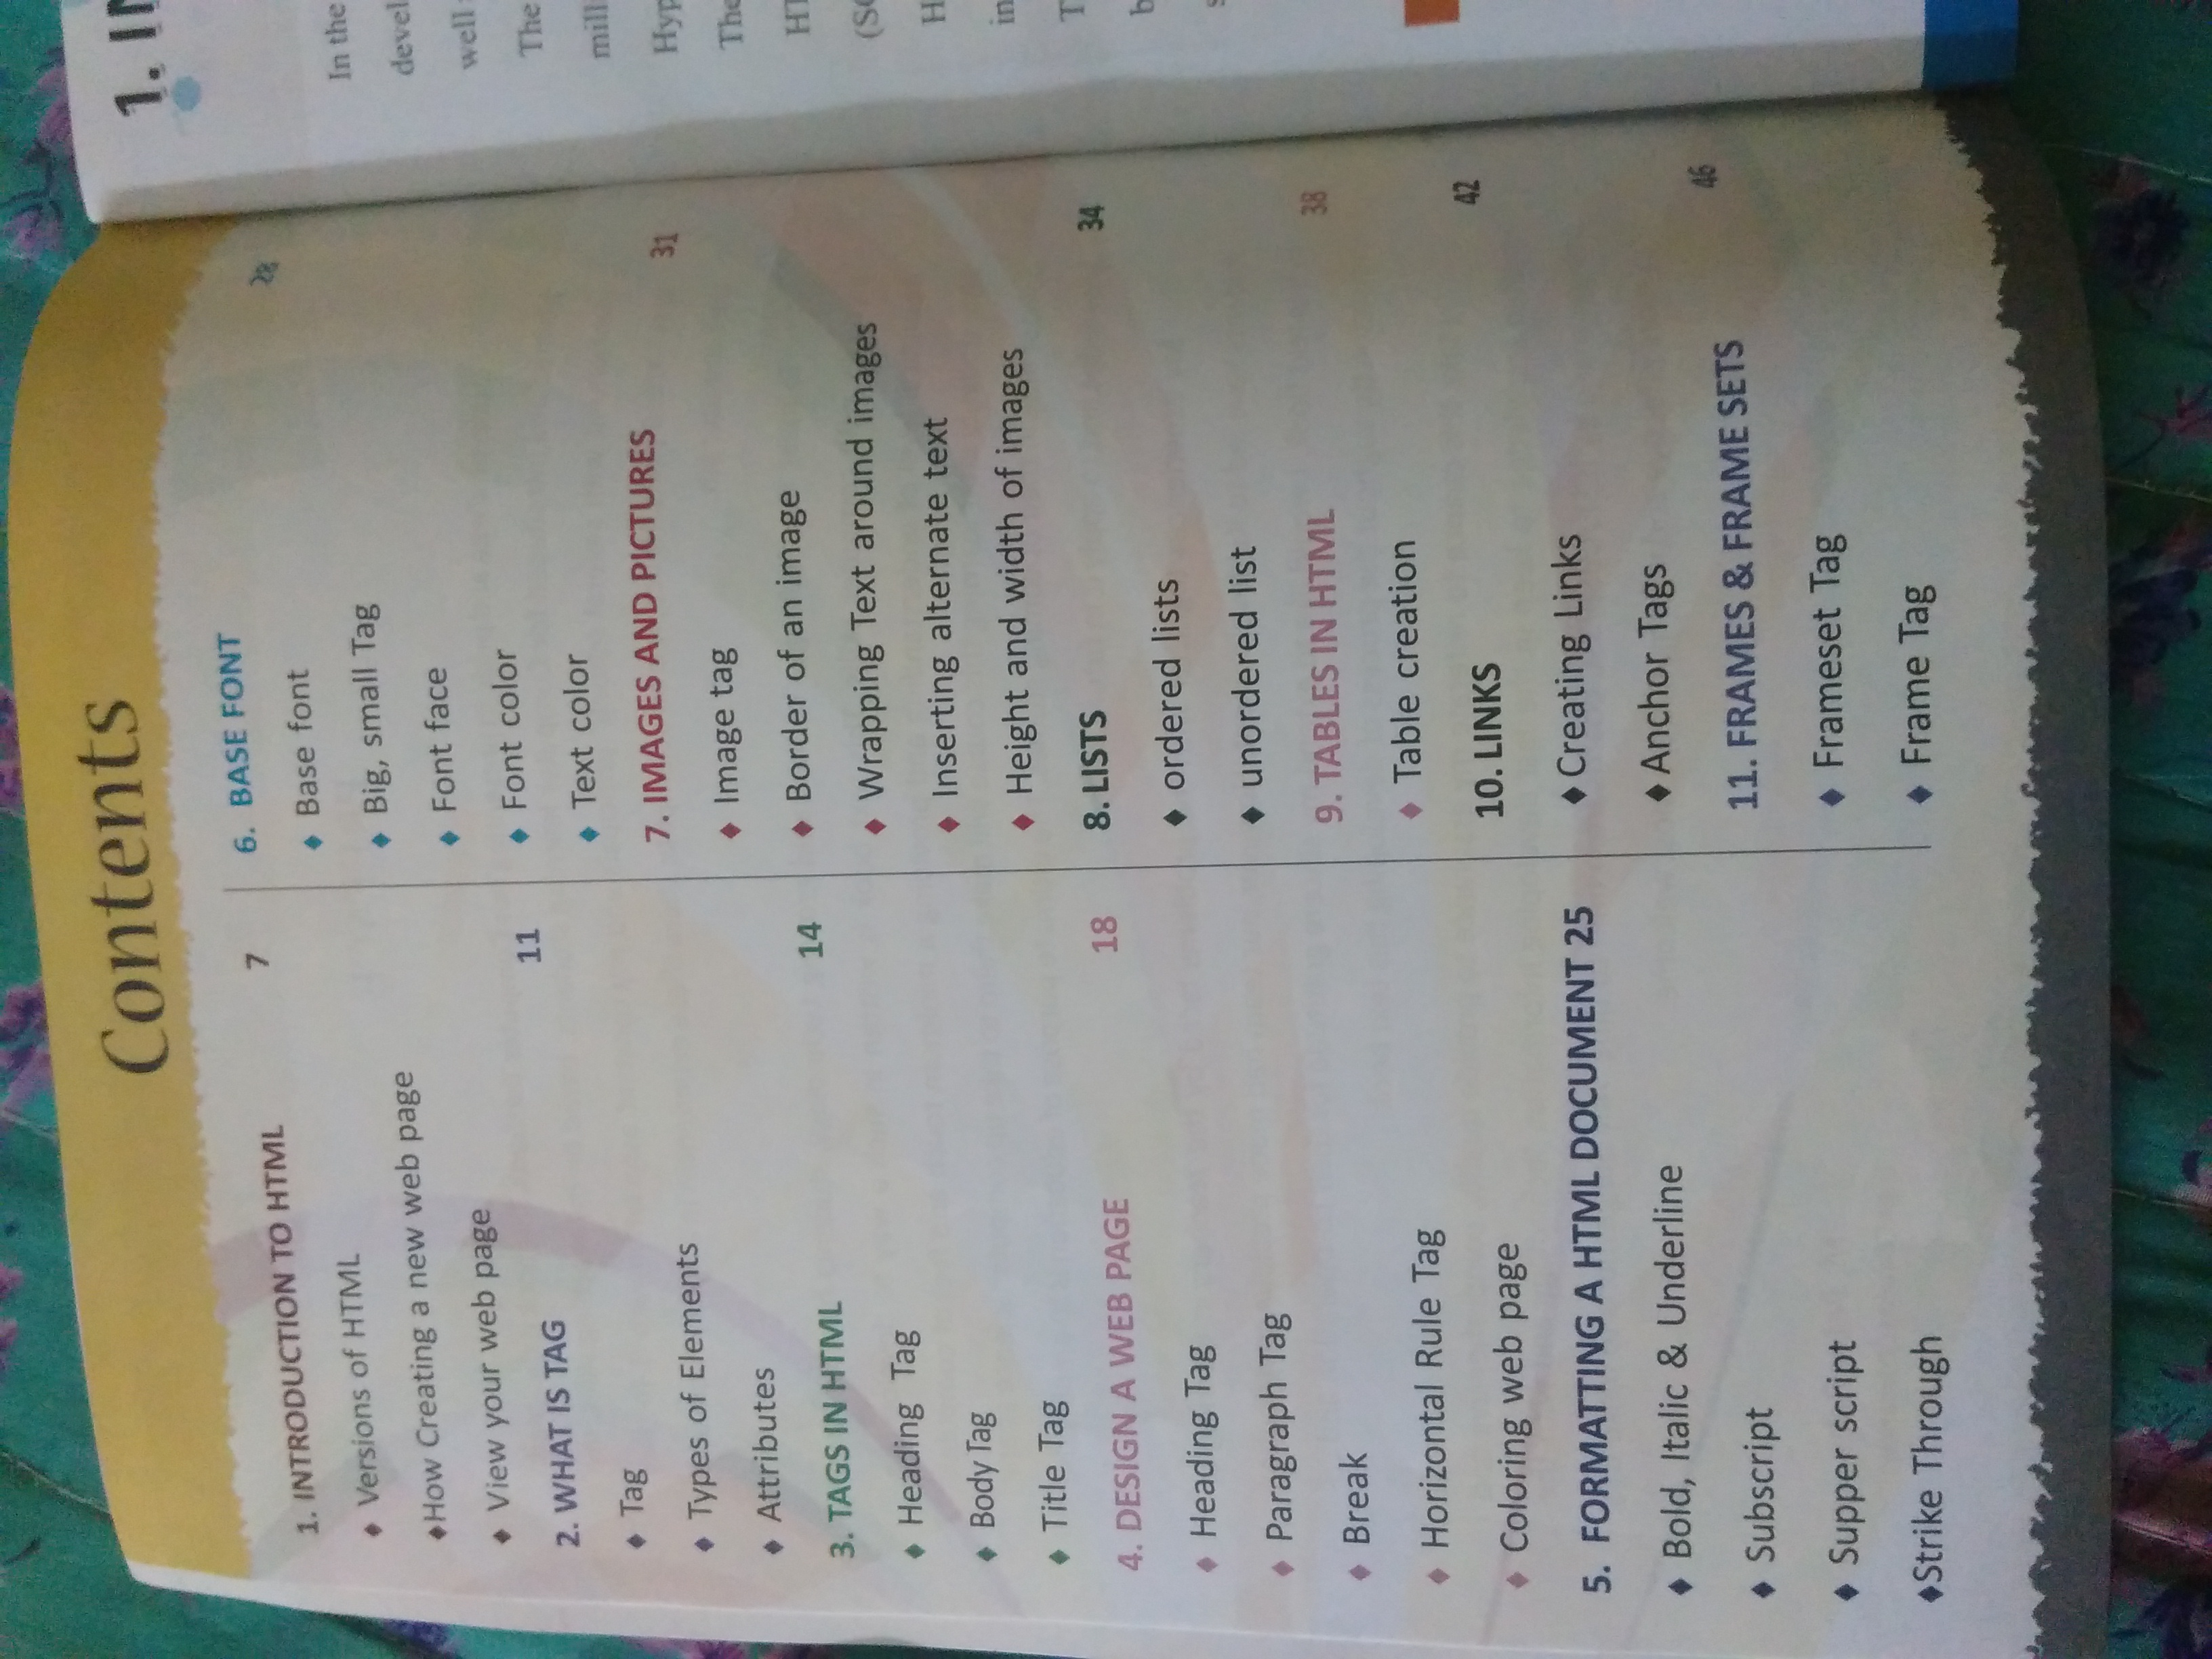 Contents
1. INTRODUCTION TO HTML 7
♦ Versions of HTML
♦How Creating a new web page
♦ View your web page
2. WHAT IS TAG 11
♦ Tag
♦ Types of Elements
♦ Attributes
3. TAGS IN HTML 14
♦ Heading Tag
♦ Body Tag
♦ Title Tag
4. DESIGN A WEB PAGE 18
♦ Heading Tag
♦ Paragraph Tag
♦ Break
♦ Horizontal Rule Tag
♦ Coloring web page
5. FORMATTING A HTML DOCUMENT 25
♦ Bold, Italic & Underline
♦ Subscript
♦ Supper script
♦Strike Through
6. BASE FONT 28
♦ Base font
♦ Big, small Tag
♦ Font face
♦ Font color
♦ Text color
7. IMAGES AND PICTURES 31
♦ Image tag
♦ Border of an image
♦ Wrapping Text around images
♦ Inserting alternate text
♦ Height and width of images
8. LISTS 34
♦ ordered lists
♦ unordered list
9. TABLES IN HTML 38
♦ Table creation
10. LINKS 42
♦ Creating Links
♦ Anchor Tags
11. FRAMES & FRAME SETS 46
♦ Frameset Tag
♦ Frame Tag
1.
In the
well
The